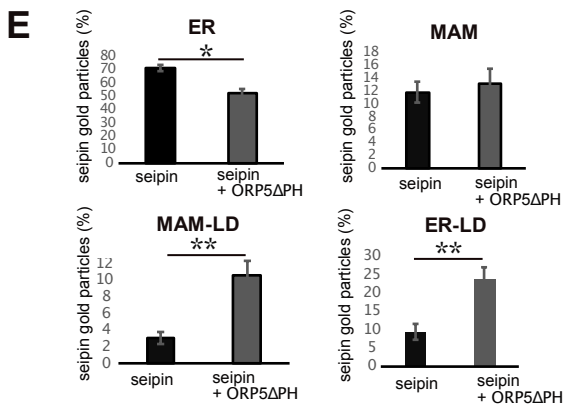 E
ER
seipin gold particles (%)
80
70
60
50
40
30
20
10
0
*
seipin
seipin
+ ORP5ΔPH
MAM
seipin gold particles (%)
18
16
14
12
10
8
6
4
2
0
seipin
seipin
+ ORP5ΔPH
MAM-LD
seipin gold particles (%)
12
10
8
6
4
2
0
**
seipin
seipin
+ ORP5ΔPH
ER-LD
seipin gold particles (%)
30
25
20
15
10
5
0
**
seipin
seipin
+ ORP5ΔPH